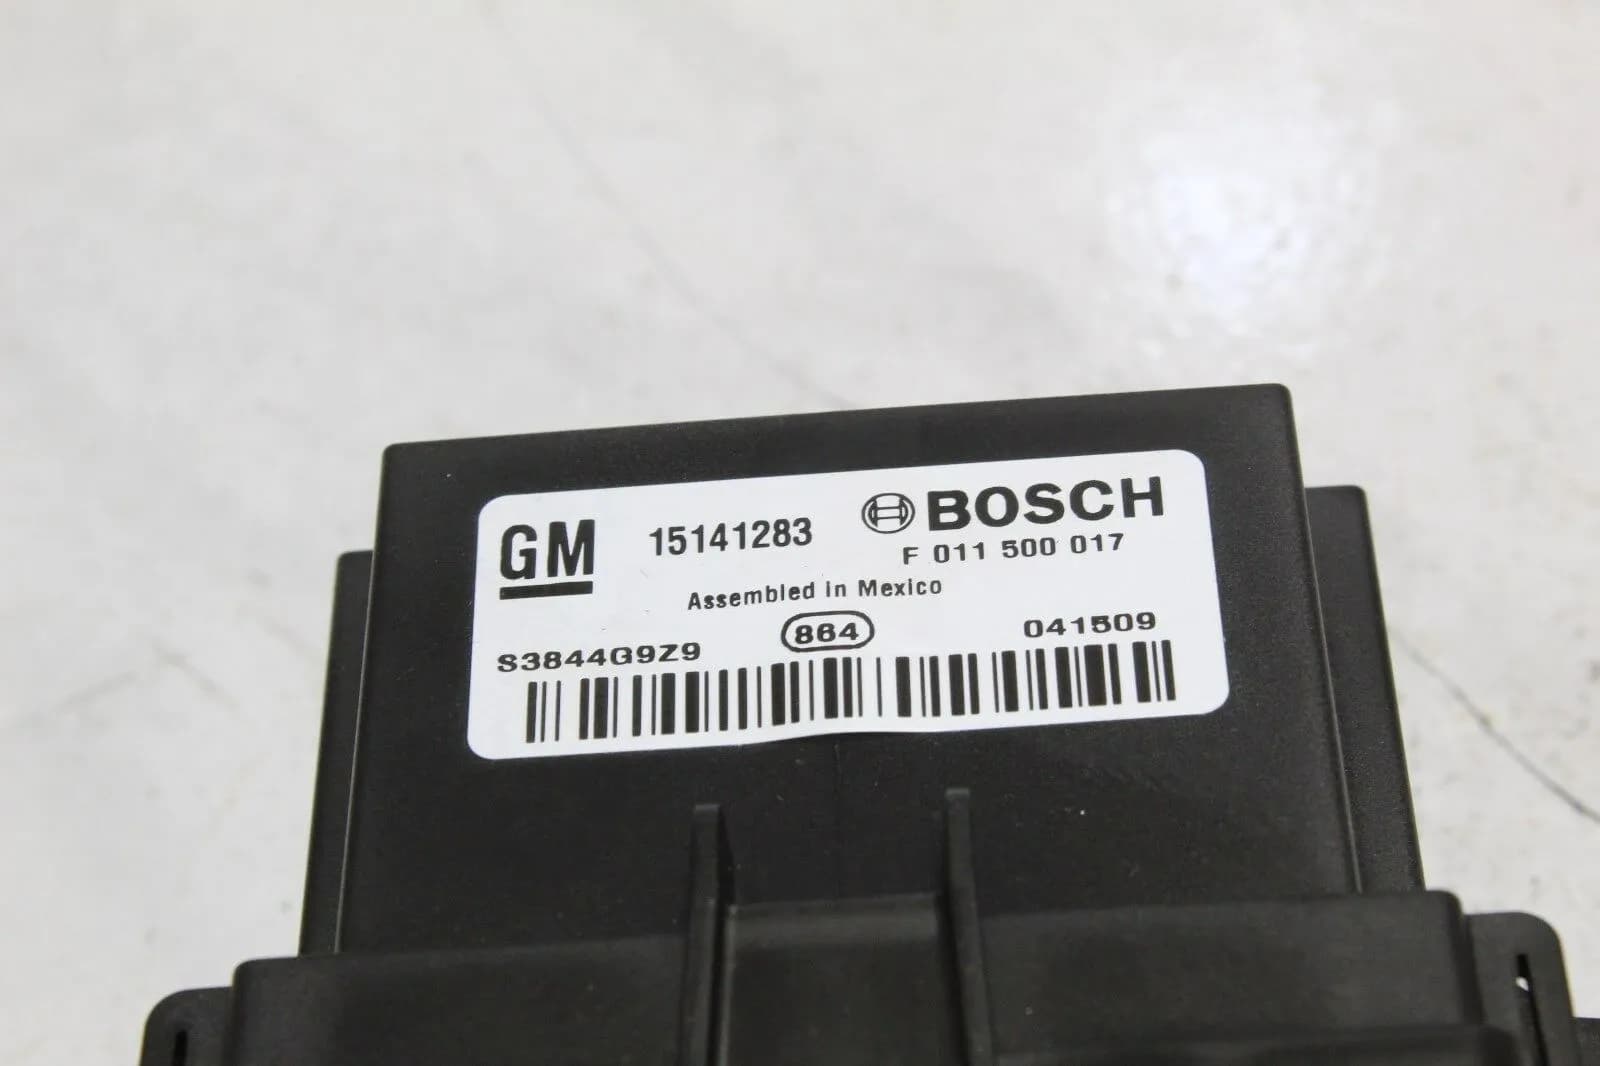 GM 15141283 BOSCH
F 011 500 017
Assembled in Mexico
S3844G9Z9 864 041509